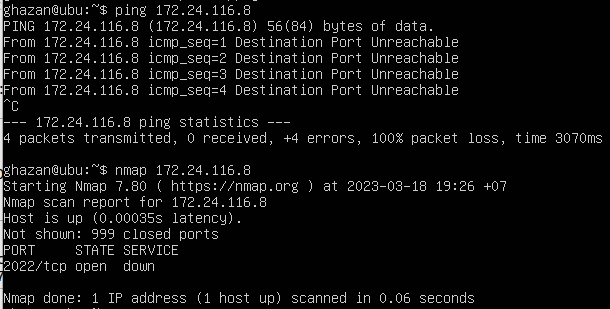 ghazan@ubu:~$ ping 172.24.116.8
PING 172.24.116.8 (172.24.116.8) 56(84) bytes of data.
From 172.24.116.8 icmp_seq=1 Destination Port Unreachable
From 172.24.116.8 icmp_seq=2 Destination Port Unreachable
From 172.24.116.8 icmp_seq=3 Destination Port Unreachable
From 172.24.116.8 icmp_seq=4 Destination Port Unreachable
^C
--- 172.24.116.8 ping statistics ---
4 packets transmitted, 0 received, +4 errors, 100% packet loss, time 3070ms
ghazan@ubu:~$ nmap 172.24.116.8
Starting Nmap 7.80 ( https://nmap.org ) at 2023-03-18 19:26 +07
Nmap scan report for 172.24.116.8
Host is up (0.00035s latency).
Not shown: 999 closed ports
PORT     STATE SERVICE
2022/tcp open  down
Nmap done: 1 IP address (1 host up) scanned in 0.06 seconds